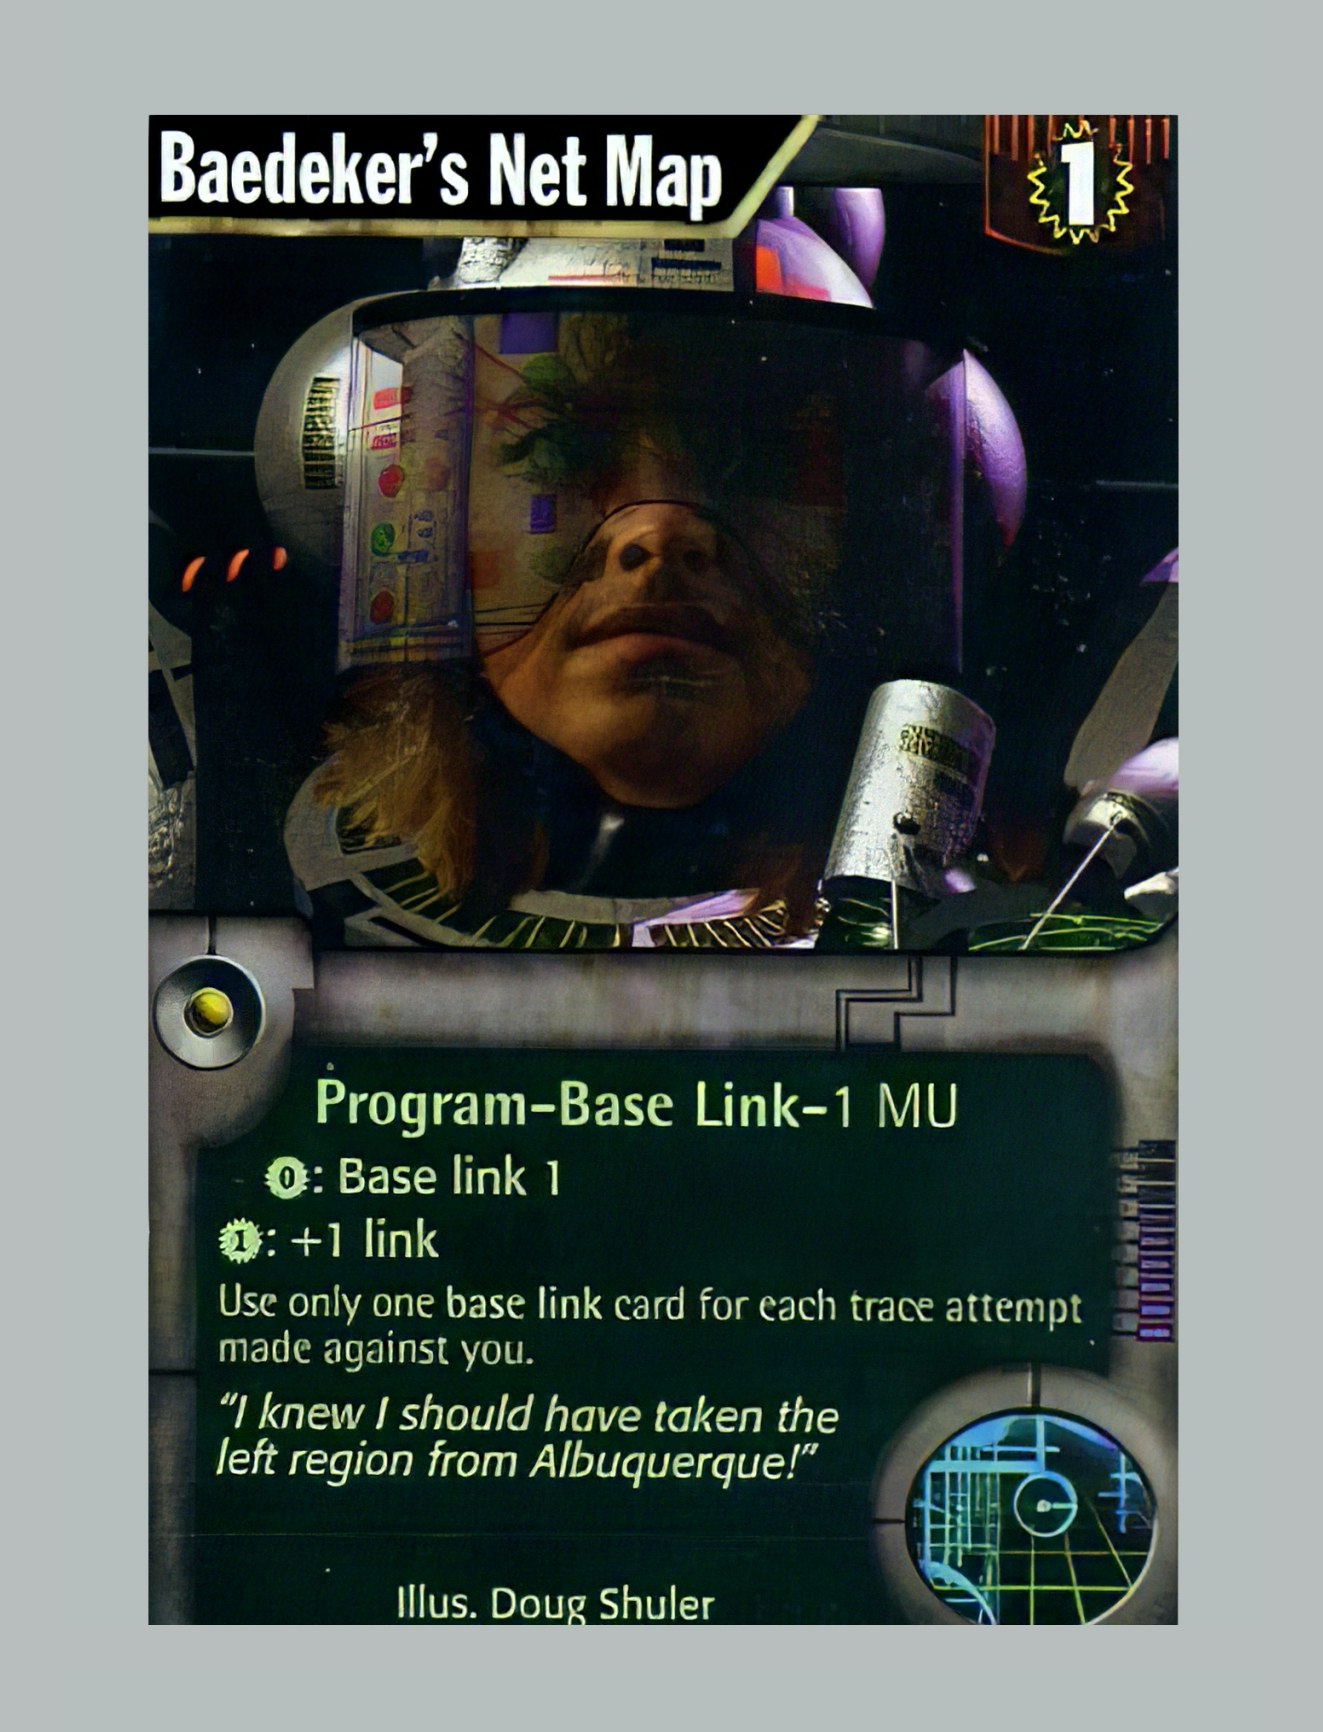 Baedeker's Net Map
1
Program-Base Link-1 MU
0: Base link 1
1: +1 link
Use only one base link card for each trace attempt
made against you.
"I knew I should have taken the
left region from Albuquerque!"
Illus. Doug Shuler